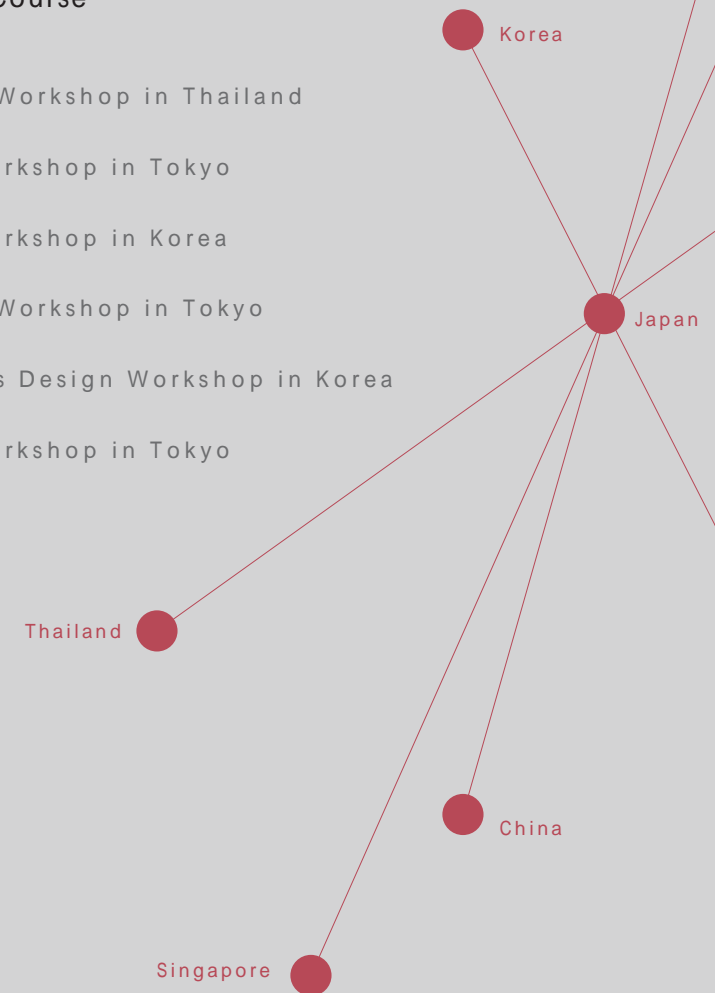 Course
Korea
Workshop in Thailand
rkshop in Tokyo
rkshop in Korea
Workshop in Tokyo
Japan
s Design Workshop in Korea
rkshop in Tokyo
Thailand
China
Singapore